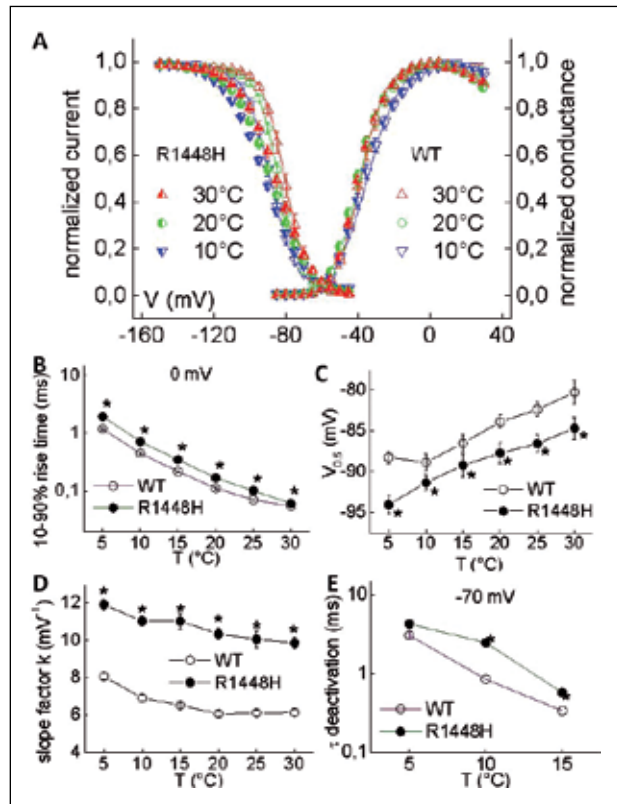 A
1,0 1,0
0,8 0,8
0,6 0,6
0,4 0,4
0,2 0,2
0,0 0,0
normalized current
normalized conductance
R1448H WT
30°C 30°C
20°C 20°C
10°C 10°C
V (mV)
-160 -120 -80 -40 0 40
B
0 mV
10-90% rise time (ms)
10
1
0.1
WT
R1448H
5 10 15 20 25 30
T (°C)
C
V0.5 (mV)
-80
-85
-90
-95
WT
R1448H
5 10 15 20 25 30
T (°C)
D
slope factor k (mV-1)
12
10
8
6
4
WT
R1448H
5 10 15 20 25 30
T (°C)
E
-70 mV
τ deactivation (ms)
10
1
0,1
WT
R1448H
5 10 15
T (°C)